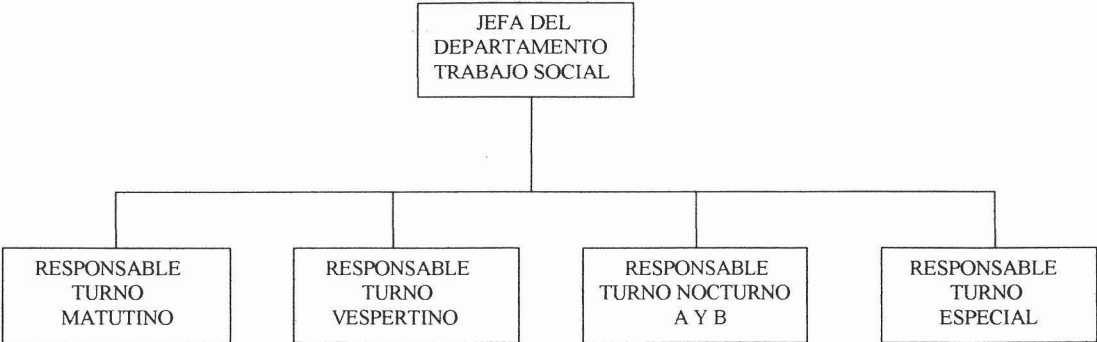 JEFA DEL
DEPARTAMENTO
TRABAJO SOCIAL
RESPONSABLE
TURNO
MATUTINO
RESPONSABLE
TURNO
VESPERTINO
RESPONSABLE
TURNO NOCTURNO
A Y B
RESPONSABLE
TURNO
ESPECIAL